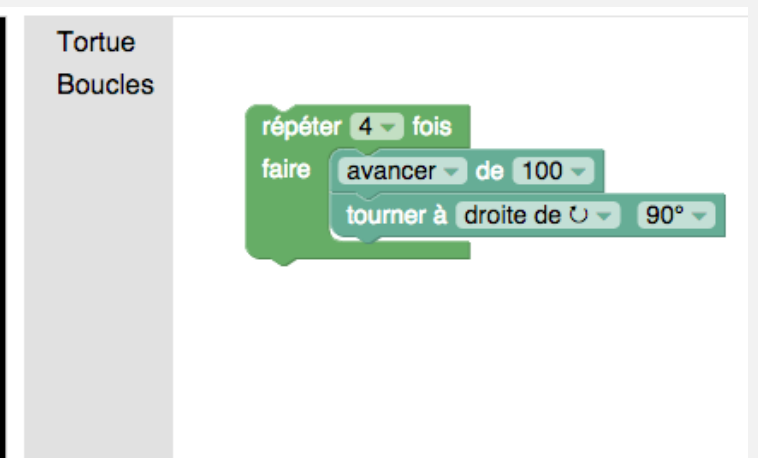 Tortue
Boucles
répéter 4 fois
faire avancer de 100
tourner à droite de ↻ 90°